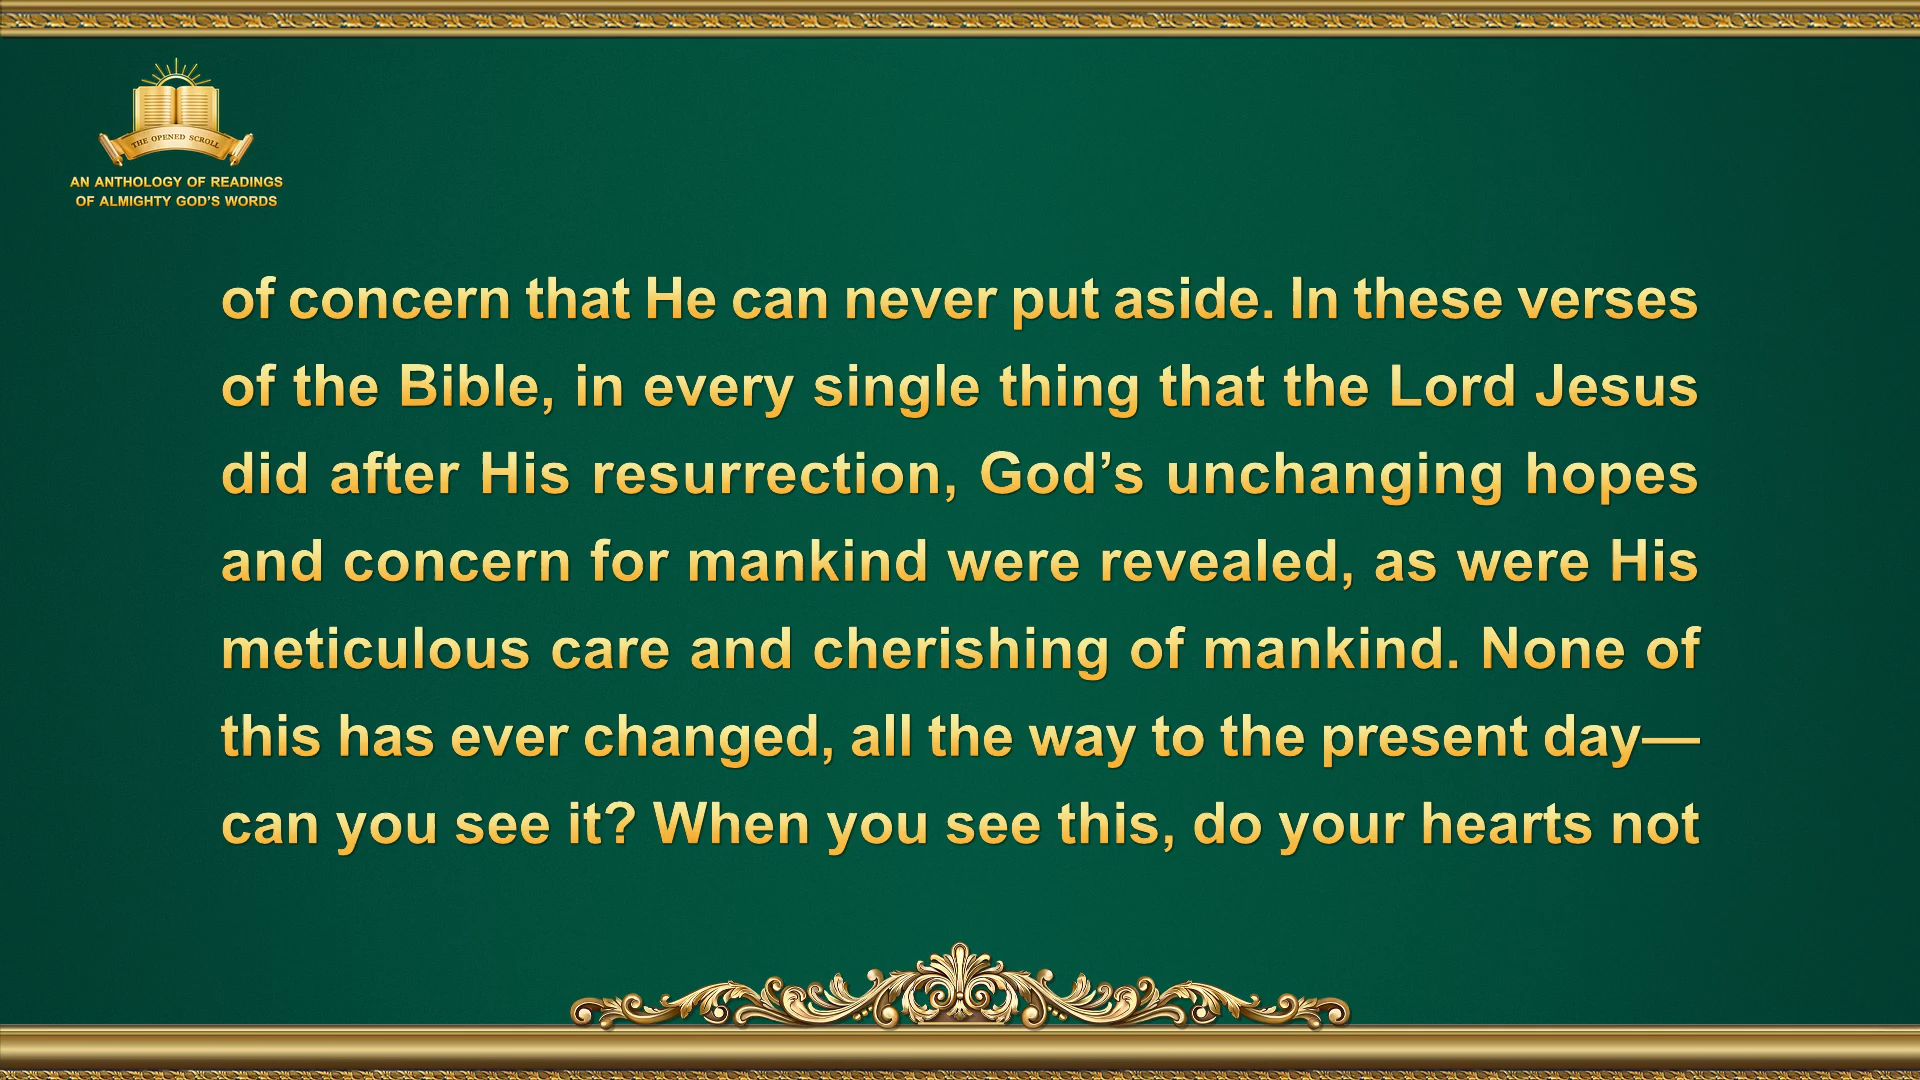 THE OPENED SCROLL
AN ANTHOLOGY OF READINGS
OF ALMIGHTY GOD’S WORDS
of concern that He can never put aside. In these verses
of the Bible, in every single thing that the Lord Jesus
did after His resurrection, God’s unchanging hopes
and concern for mankind were revealed, as were His
meticulous care and cherishing of mankind. None of
this has ever changed, all the way to the present day—
can you see it? When you see this, do your hearts not